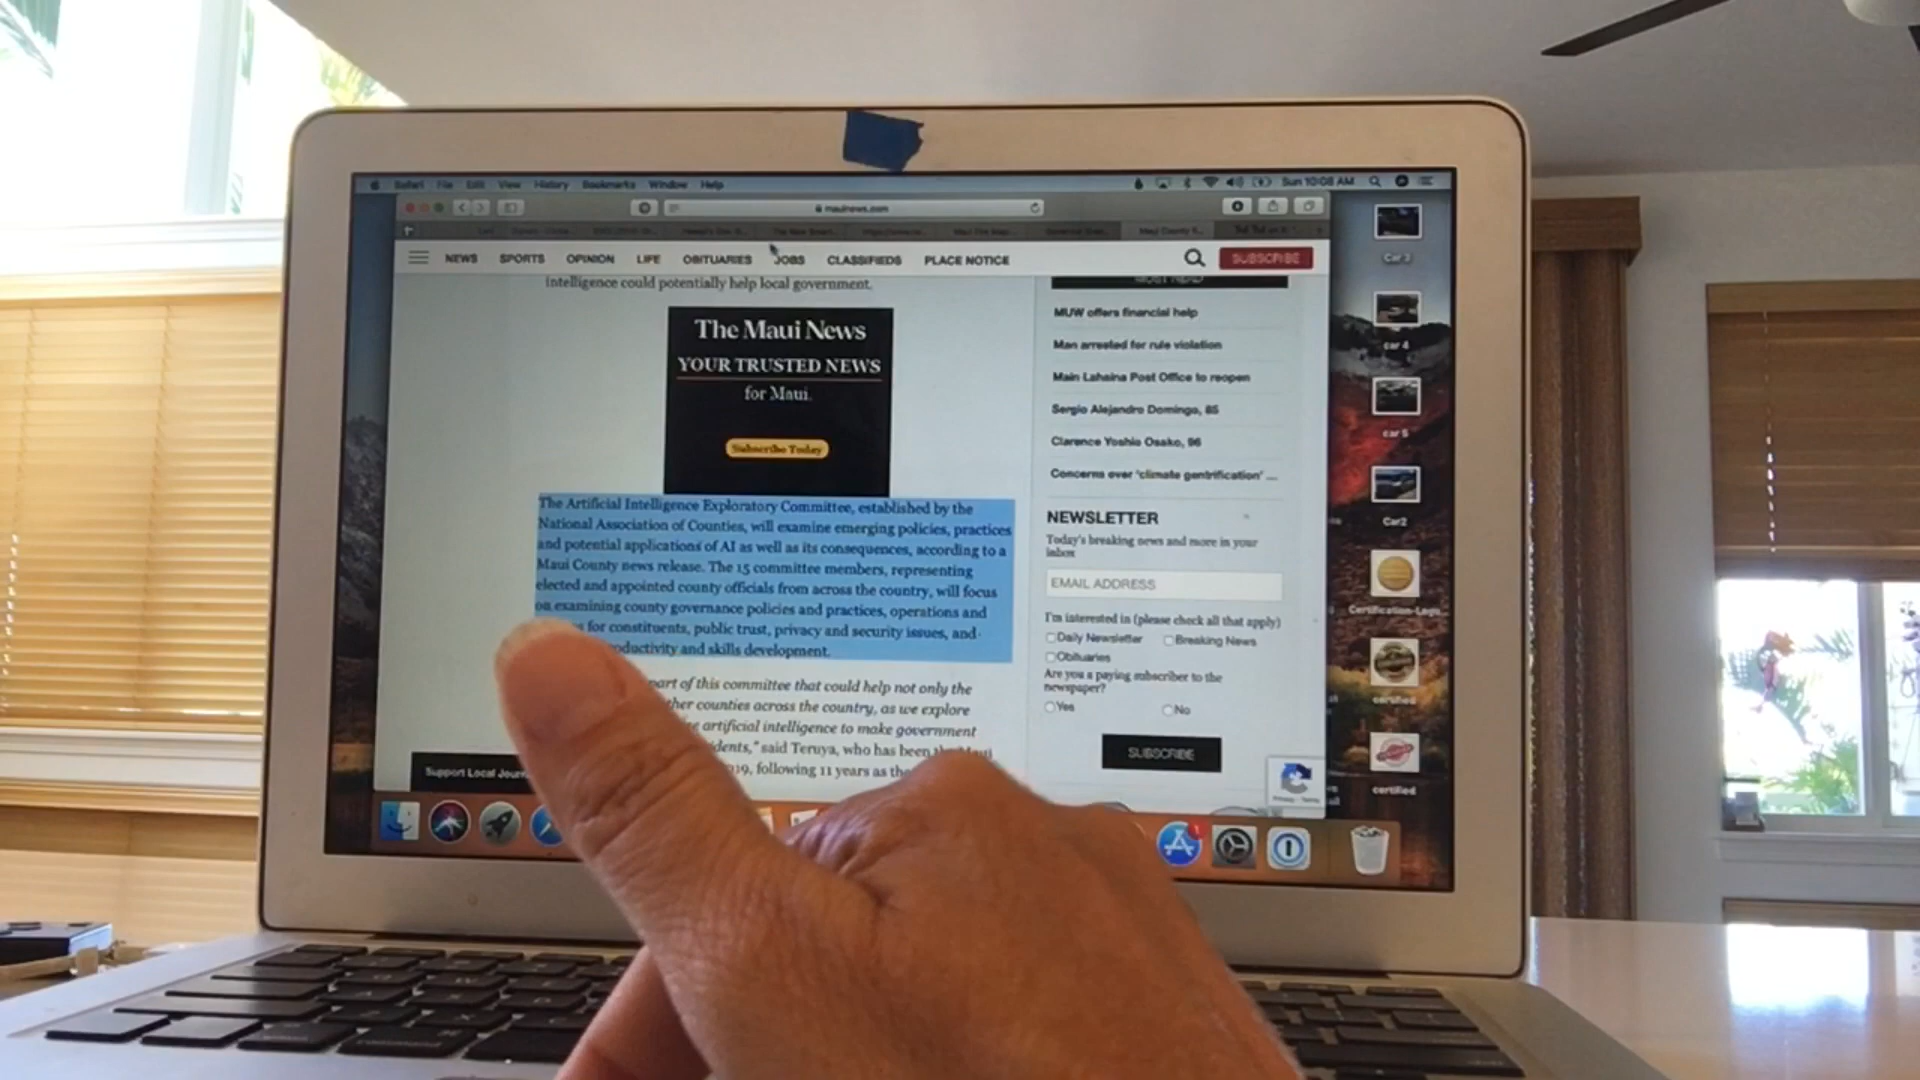 Safari File Edit View History Bookmarks Window Help
Sun 10:08 AM
mauinews.com
Maui County
NEWS SPORTS OPINION LIFE OBITUARIES JOBS CLASSIFIEDS PLACE NOTICE
SUBSCRIBE
intelligence could potentially help local government.
The Maui News
YOUR TRUSTED NEWS
for Maui.
Subscribe Today
The Artificial Intelligence Exploratory Committee, established by the
National Association of Counties, will examine emerging policies, practices
and potential applications of AI as well as its consequences, according to a
Maui County news release. The 15 committee members, representing
elected and appointed county officials from across the country, will focus
on examining county governance policies and practices, operations and
for constituents, public trust, privacy and security issues, and
and skills development.
part of this committee that could help not only the
counties across the country, as we explore
artificial intelligence to make government
said Teruya, who has been
following 11 years as the
Support Local
MOST READ
MUW offers financial help
Man arrested for rule violation
Main Lahaina Post Office to reopen
Sergio Alejandro Domingo, 85
Clarence Yoshio Osako, 96
Concerns over 'climate gentrification' ...
NEWSLETTER
Today's breaking news and more in your
inbox
EMAIL ADDRESS
I'm interested in (please check all that apply)
Daily Newsletter Breaking News
Obituaries
Are you a paying subscriber to the
newspaper?
Yes No
SUBSCRIBE
Privacy - Terms
Car 3
car 4
car 5
Car2
Certification-Logo...
certified
certified